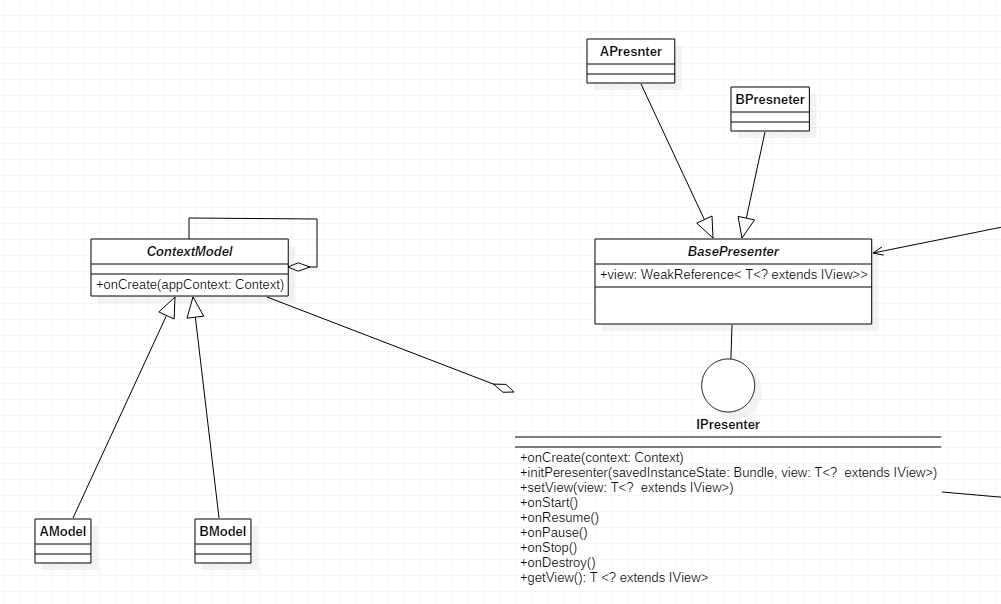 APresnter
BPresneter
ContextModel
+onCreate(appContext: Context)
BasePresenter
+view: WeakReference< T<? extends IView>>
IPresenter
+onCreate(context: Context)
+initPeresenter(savedInstanceState: Bundle, view: T<?  extends IView>)
+setView(view: T<?  extends IView>)
+onStart()
+onResume()
+onPause()
+onStop()
+onDestroy()
+getView(): T <? extends IView>
AModel
BModel